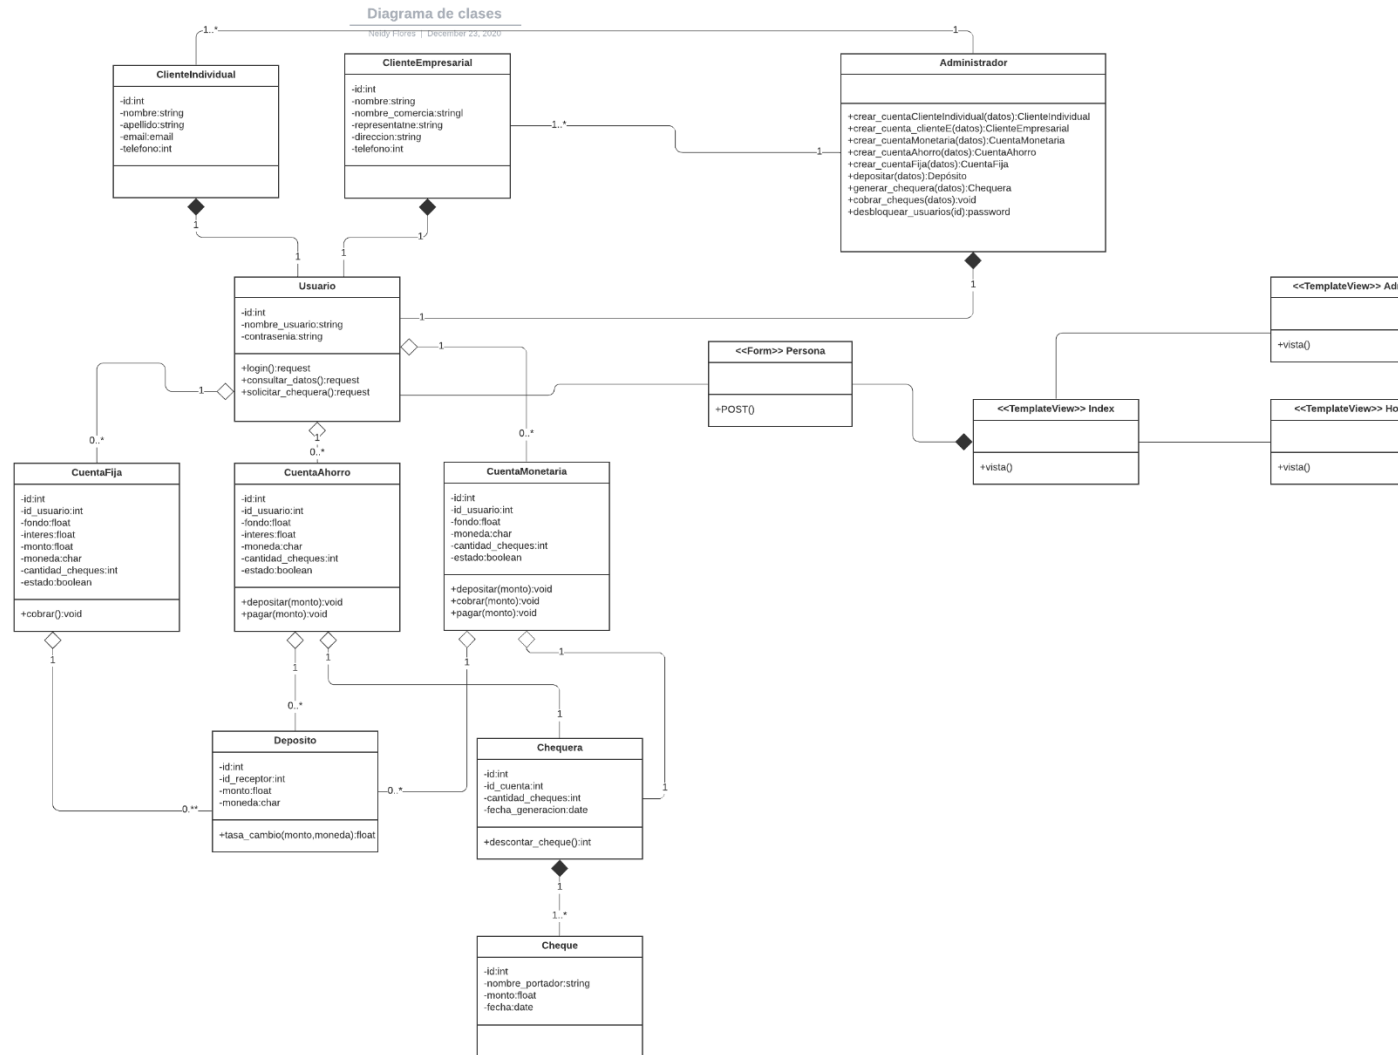 Diagrama de clases
Neidy Flores | December 22, 2020
1..*
1
ClienteIndividual
-id:int
-nombre:string
-apellido:string
-email:email
-telefono:int
ClienteEmpresarial
-id:int
-nombre:string
-nombre_comercia:stringl
-representatne:string
-direccion:string
-telefono:int
1..*
1
Administrador
+crear_cuentaClienteIndividual(datos):ClienteIndividual
+crear_cuenta_clienteE(datos):ClienteEmpresarial
+crear_cuentaMonetaria(datos):CuentaMonetaria
+crear_cuentaAhorro(datos):CuentaAhorro
+crear_cuentaFija(datos):CuentaFija
+depositar(datos):Depósito
+generar_chequera(datos):Chequera
+cobrar_cheques(datos):void
+desbloquear_usuarios(id):password
1
1
1
1
1
1
Usuario
-id:int
-nombre_usuario:string
-contrasenia:string
+login():request
+consultar_datos():request
+solicitar_chequera():request
1
0..*
1
0..*
1
0..*
<<Form>> Persona
+POST()
<<TemplateView>> Index
+vista()
<<TemplateView>>
+vista()
<<TemplateView>>
+vista()
CuentaFija
-id:int
-id_usuario:int
-fondo:float
-interes:float
-monto:float
-moneda:char
-cantidad_cheques:int
-estado:boolean
+cobrar():void
CuentaAhorro
-id:int
-id_usuario:int
-fondo:float
-interes:float
-moneda:char
-cantidad_cheques:int
-estado:boolean
+depositar(monto):void
+pagar(monto):void
CuentaMonetaria
-id:int
-id_usuario:int
-fondo:float
-moneda:char
-cantidad_cheques:int
-estado:boolean
+depositar(monto):void
+cobrar(monto):void
+pagar(monto):void
1
0.**
1
0..*
1
1
1
0..*
1
1
Deposito
-id:int
-id_receptor:int
-monto:float
-moneda:char
+tasa_cambio(monto,moneda):float
Chequera
-id:int
-id_cuenta:int
-cantidad_cheques:int
-fecha_generacion:date
+descontar_cheque():int
1
1..*
Cheque
-id:int
-nombre_portador:string
-monto:float
-fecha:date